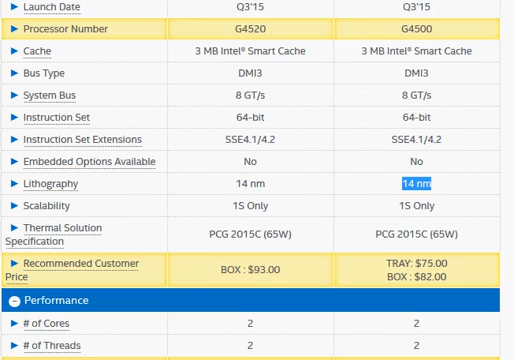 Launch Date Q3'15 Q3'15
Processor Number G4520 G4500
Cache 3 MB Intel® Smart Cache 3 MB Intel® Smart Cache
Bus Type DMI3 DMI3
System Bus 8 GT/s 8 GT/s
Instruction Set 64-bit 64-bit
Instruction Set Extensions SSE4.1/4.2 SSE4.1/4.2
Embedded Options Available No No
Lithography 14 nm 14 nm
Scalability 1S Only 1S Only
Thermal Solution
Specification PCG 2015C (65W) PCG 2015C (65W)
Recommended Customer
Price BOX : $93.00 TRAY: $75.00
BOX : $82.00
Performance
# of Cores 2 2
# of Threads 2 2